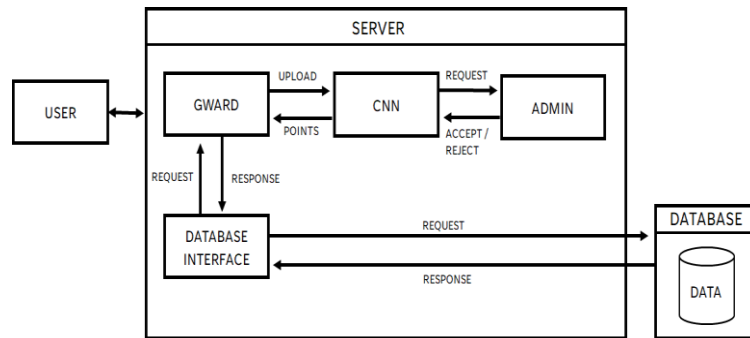 SERVER
USER
GWARD
UPLOAD
POINTS
CNN
REQUEST
ACCEPT /
REJECT
ADMIN
REQUEST
RESPONSE
DATABASE
INTERFACE
REQUEST
RESPONSE
DATABASE
DATA